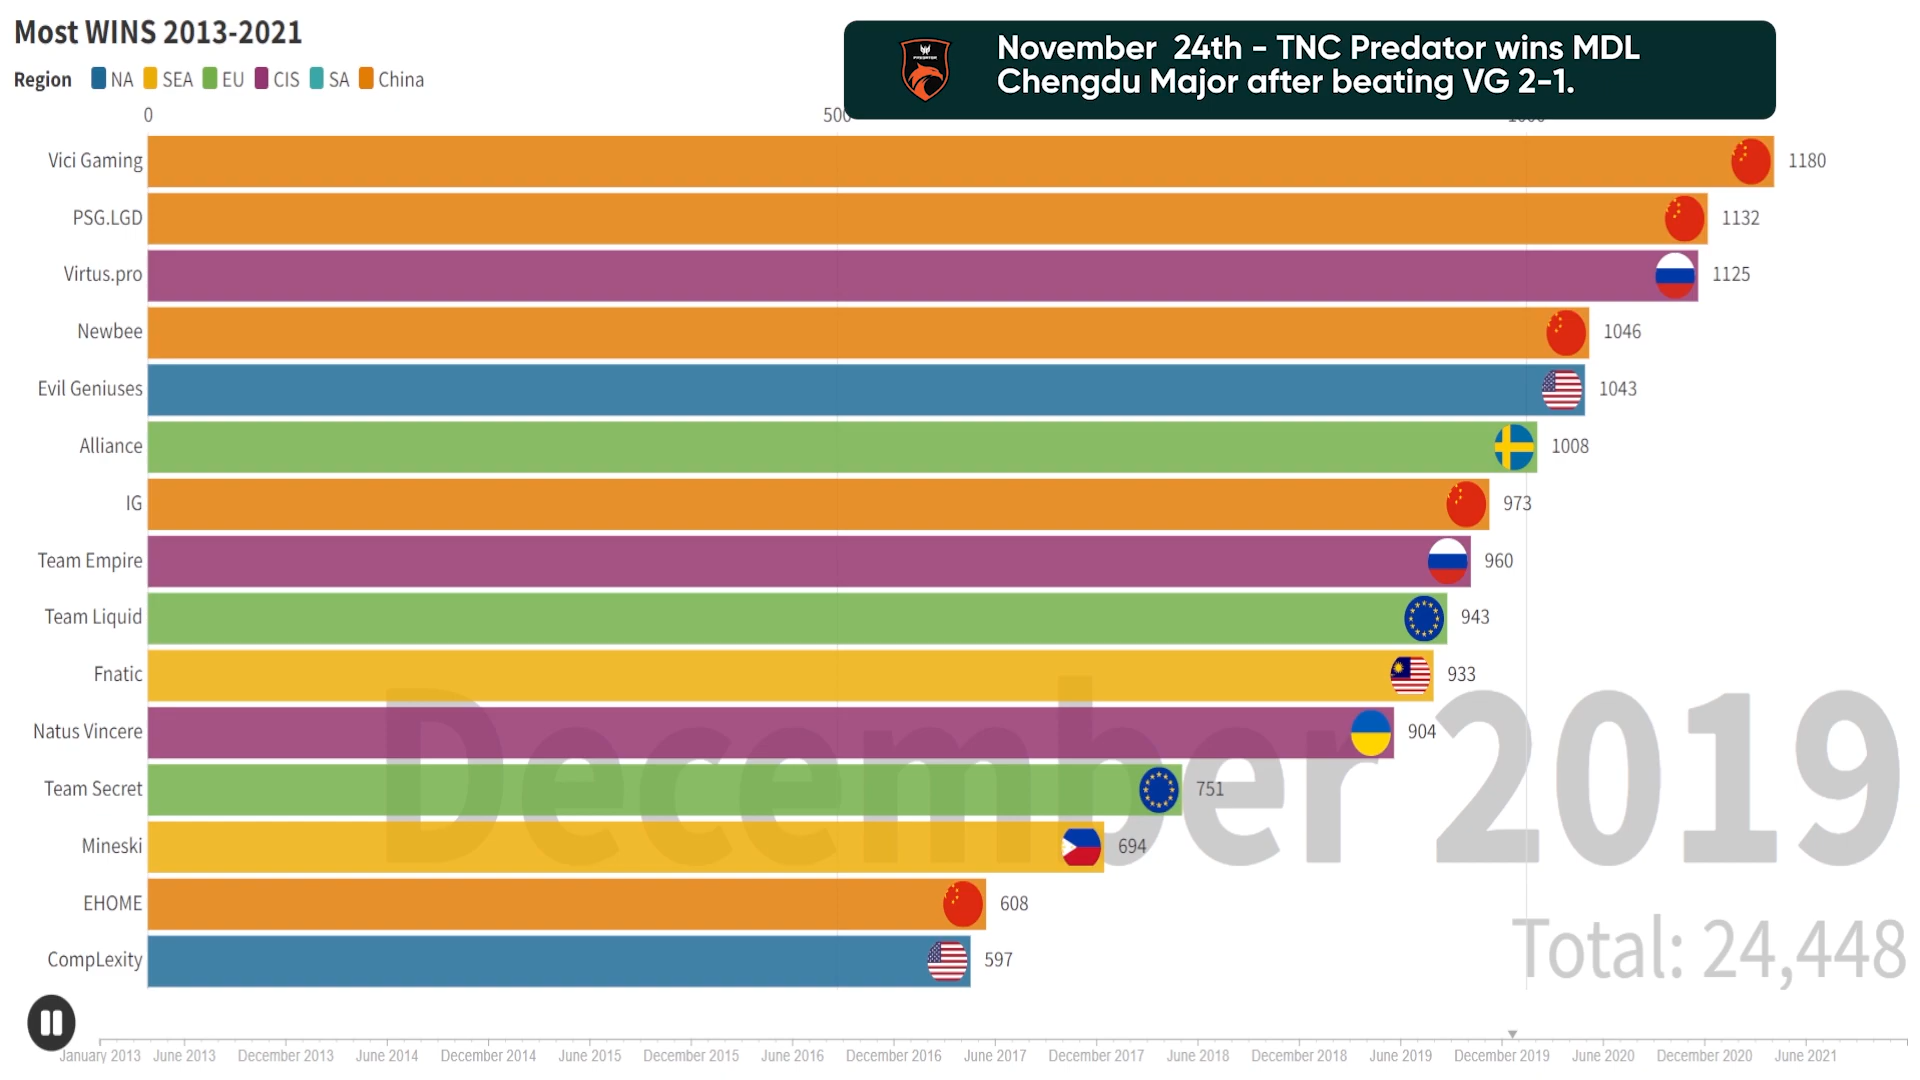 Most WINS 2013-2021
Region NA SEA EU CIS SA China
November 24th - TNC Predator wins MDL
Chengdu Major after beating VG 2-1.
PREDATOR
0 500 1000
Vici Gaming 1180
PSG.LGD 1132
Virtus.pro 1125
Newbee 1046
Evil Geniuses 1043
Alliance 1008
IG 973
Team Empire 960
Team Liquid 943
Fnatic 933
Natus Vincere 904
Team Secret 751
Mineski 694
EHOME 608
CompLexity 597
December 2019
Total: 24,448
January 2013 June 2013 December 2013 June 2014 December 2014 June 2015 December 2015 June 2016 December 2016 June 2017 December 2017 June 2018 December 2018 June 2019 December 2019 June 2020 December 2020 June 2021